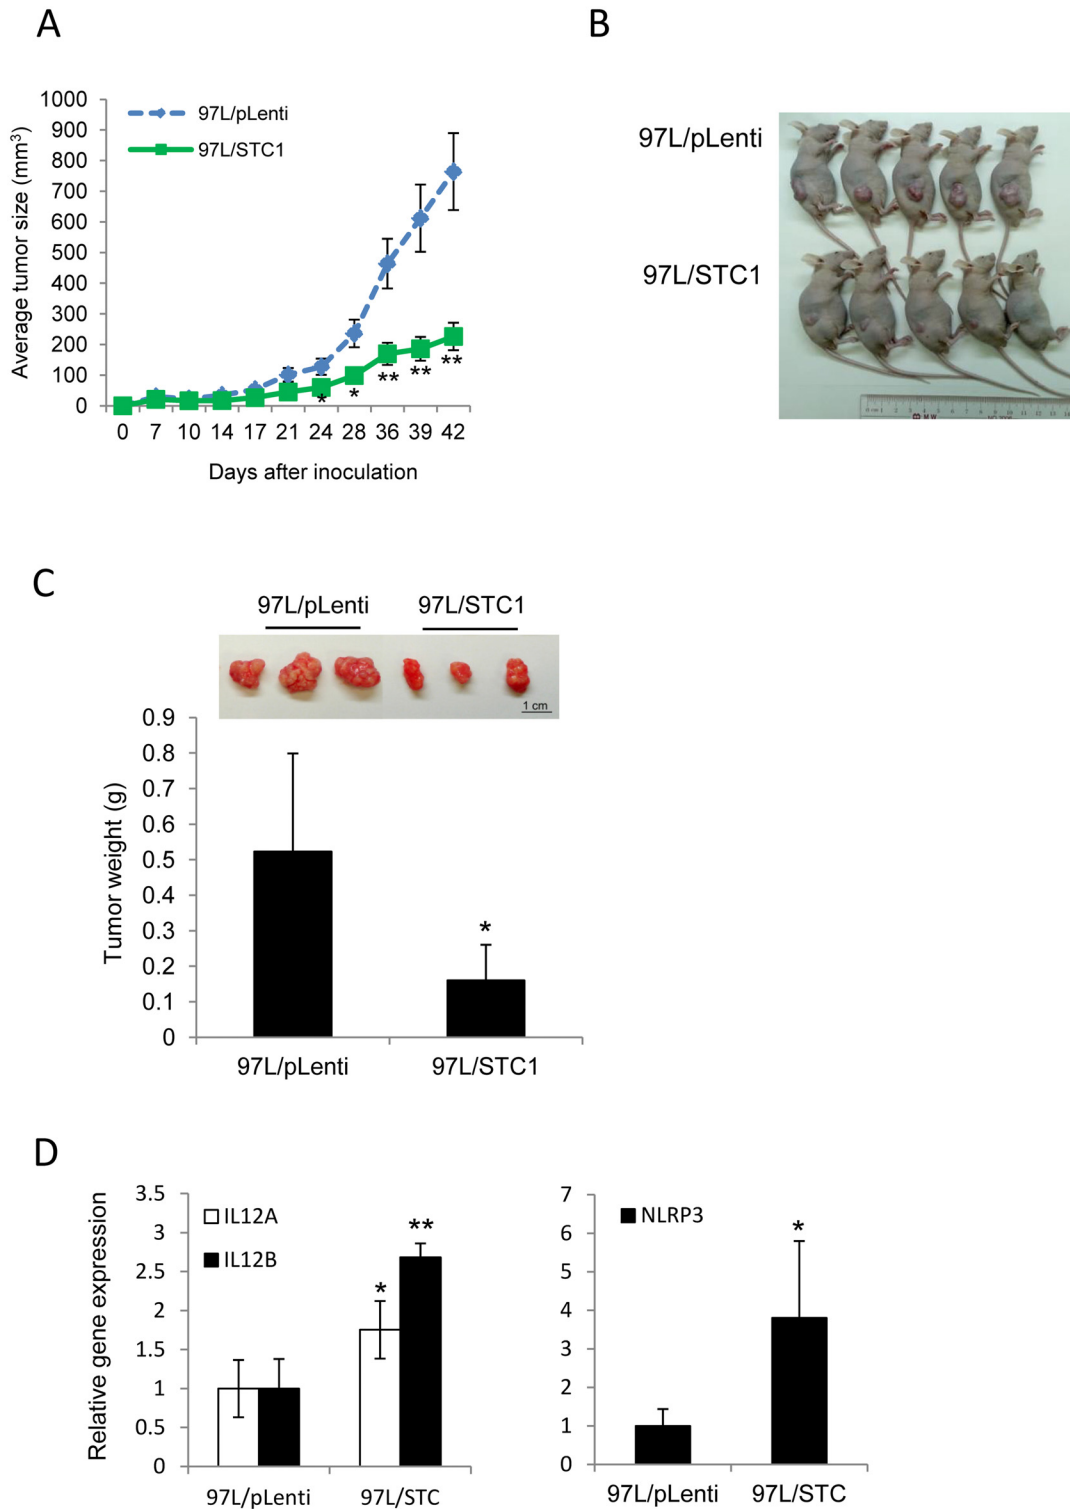 A
B
1000
900
800
700
600
500
400
300
200
100
0
Average tumor size (mm³)
97L/pLenti
97L/STC1
*
*
**
**
**
0 7 10 14 17 21 24 28 36 39 42
Days after inoculation
97L/pLenti
97L/STC1
C
97L/pLenti 97L/STC1
1 cm
0.9
0.8
0.7
0.6
0.5
0.4
0.3
0.2
0.1
0
Tumor weight (g)
*
97L/pLenti 97L/STC1
D
3.5
3
2.5
2
1.5
1
0.5
0
Relative gene expression
IL12A
IL12B
*
**
97L/pLenti 97L/STC
7
6
5
4
3
2
1
0
NLRP3
*
97L/pLenti 97L/STC